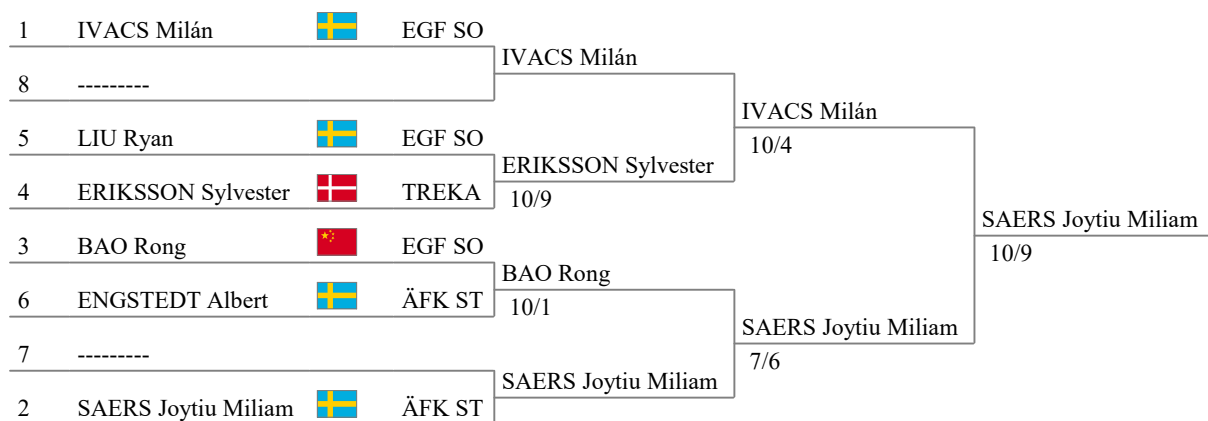 1 IVACS Milán EGF SO
IVACS Milán
8 ---------
IVACS Milán
10/4
5 LIU Ryan EGF SO
ERIKSSON Sylvester
10/9
4 ERIKSSON Sylvester TREKA
SAERS Joytiu Miliam
10/9
3 BAO Rong EGF SO
BAO Rong
10/1
6 ENGSTEDT Albert ÄFK ST
SAERS Joytiu Miliam
7/6
7 ---------
SAERS Joytiu Miliam
2 SAERS Joytiu Miliam ÄFK ST